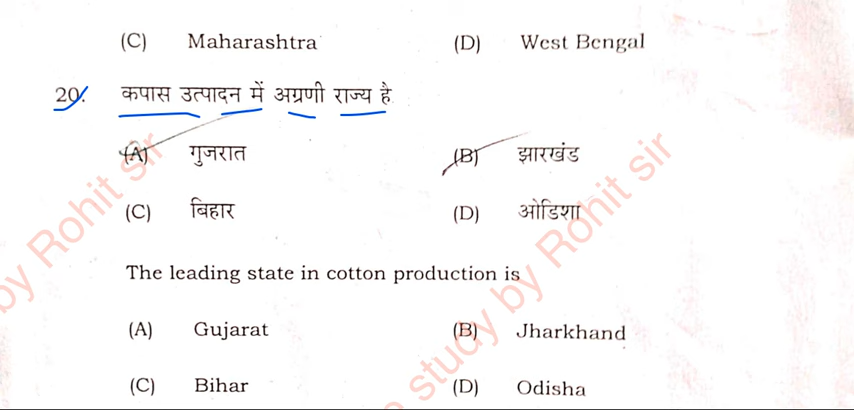 (C) Maharashtra (D) West Bengal
20. कपास उत्पादन में अग्रणी राज्य है
(A) गुजरात (B) झारखंड
(C) बिहार (D) ओडिशा
The leading state in cotton production is
(A) Gujarat (B) Jharkhand
(C) Bihar (D) Odisha
by Rohit sir
study by Rohit sir